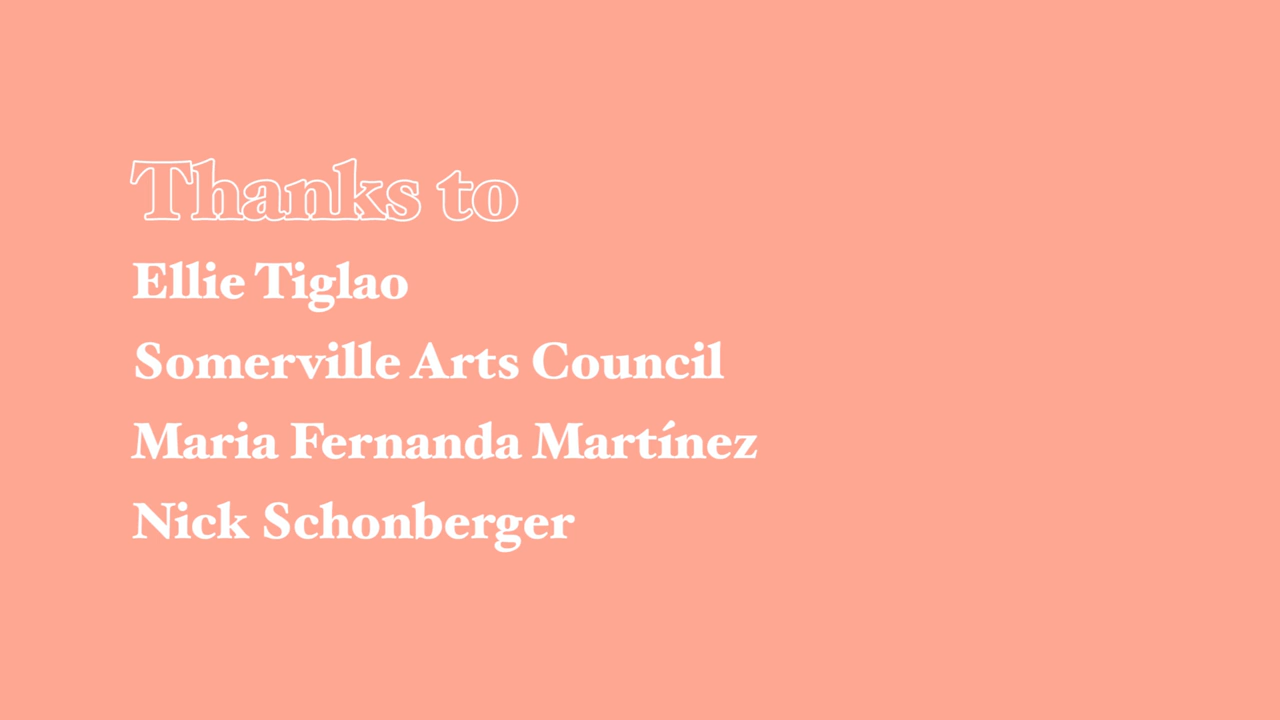 Thanks to
Ellie Tiglao
Somerville Arts Council
Maria Fernanda Martínez
Nick Schonberger